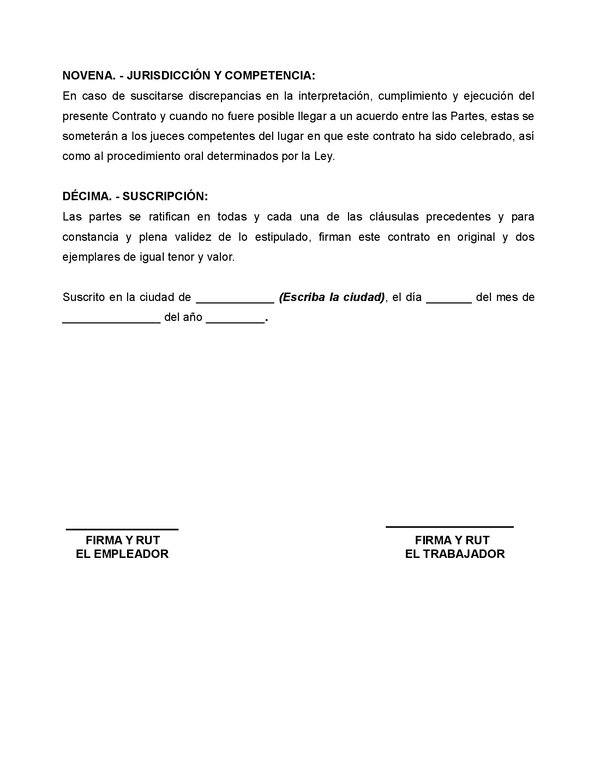 NOVENA. - JURISDICCIÓN Y COMPETENCIA:
En caso de suscitarse discrepancias en la interpretación, cumplimiento y ejecución del
presente Contrato y cuando no fuere posible llegar a un acuerdo entre las Partes, estas se
someterán a los jueces competentes del lugar en que este contrato ha sido celebrado, así
como al procedimiento oral determinados por la Ley.
DÉCIMA. - SUSCRIPCIÓN:
Las partes se ratifican en todas y cada una de las cláusulas precedentes y para
constancia y plena validez de lo estipulado, firman este contrato en original y dos
ejemplares de igual tenor y valor.
Suscrito en la ciudad de ____________ (Escriba la ciudad), el día _______ del mes de
_______________ del año _________.
FIRMA Y RUT
EL EMPLEADOR
FIRMA Y RUT
EL TRABAJADOR